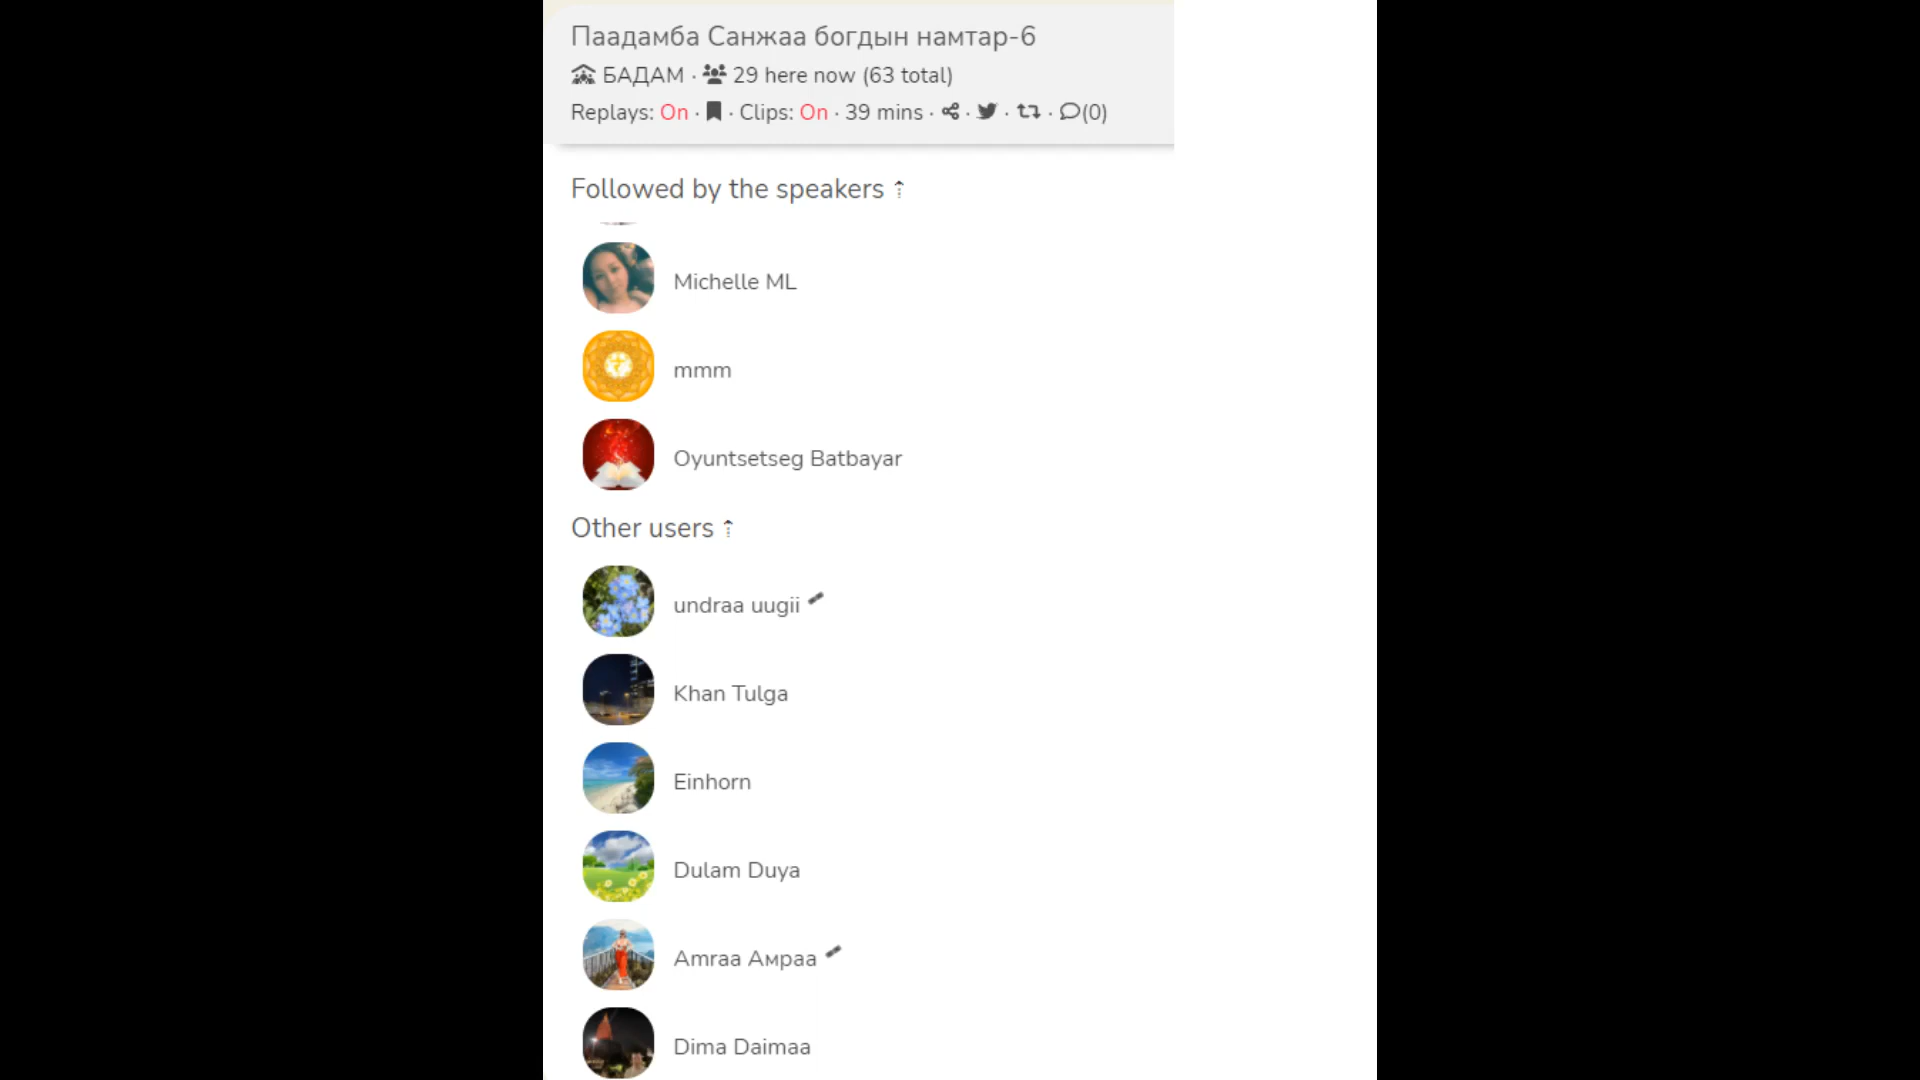 Паадамба Санжаа богдын намтар-6
БАДАМ · 29 here now (63 total)
Replays: On · · Clips: On · 39 mins · · · · (0)
Followed by the speakers
Michelle ML
mmm
Oyuntsetseg Batbayar
Other users
undraa uugii
Khan Tulga
Einhorn
Dulam Duya
Amraa Амраа
Dima Daimaa